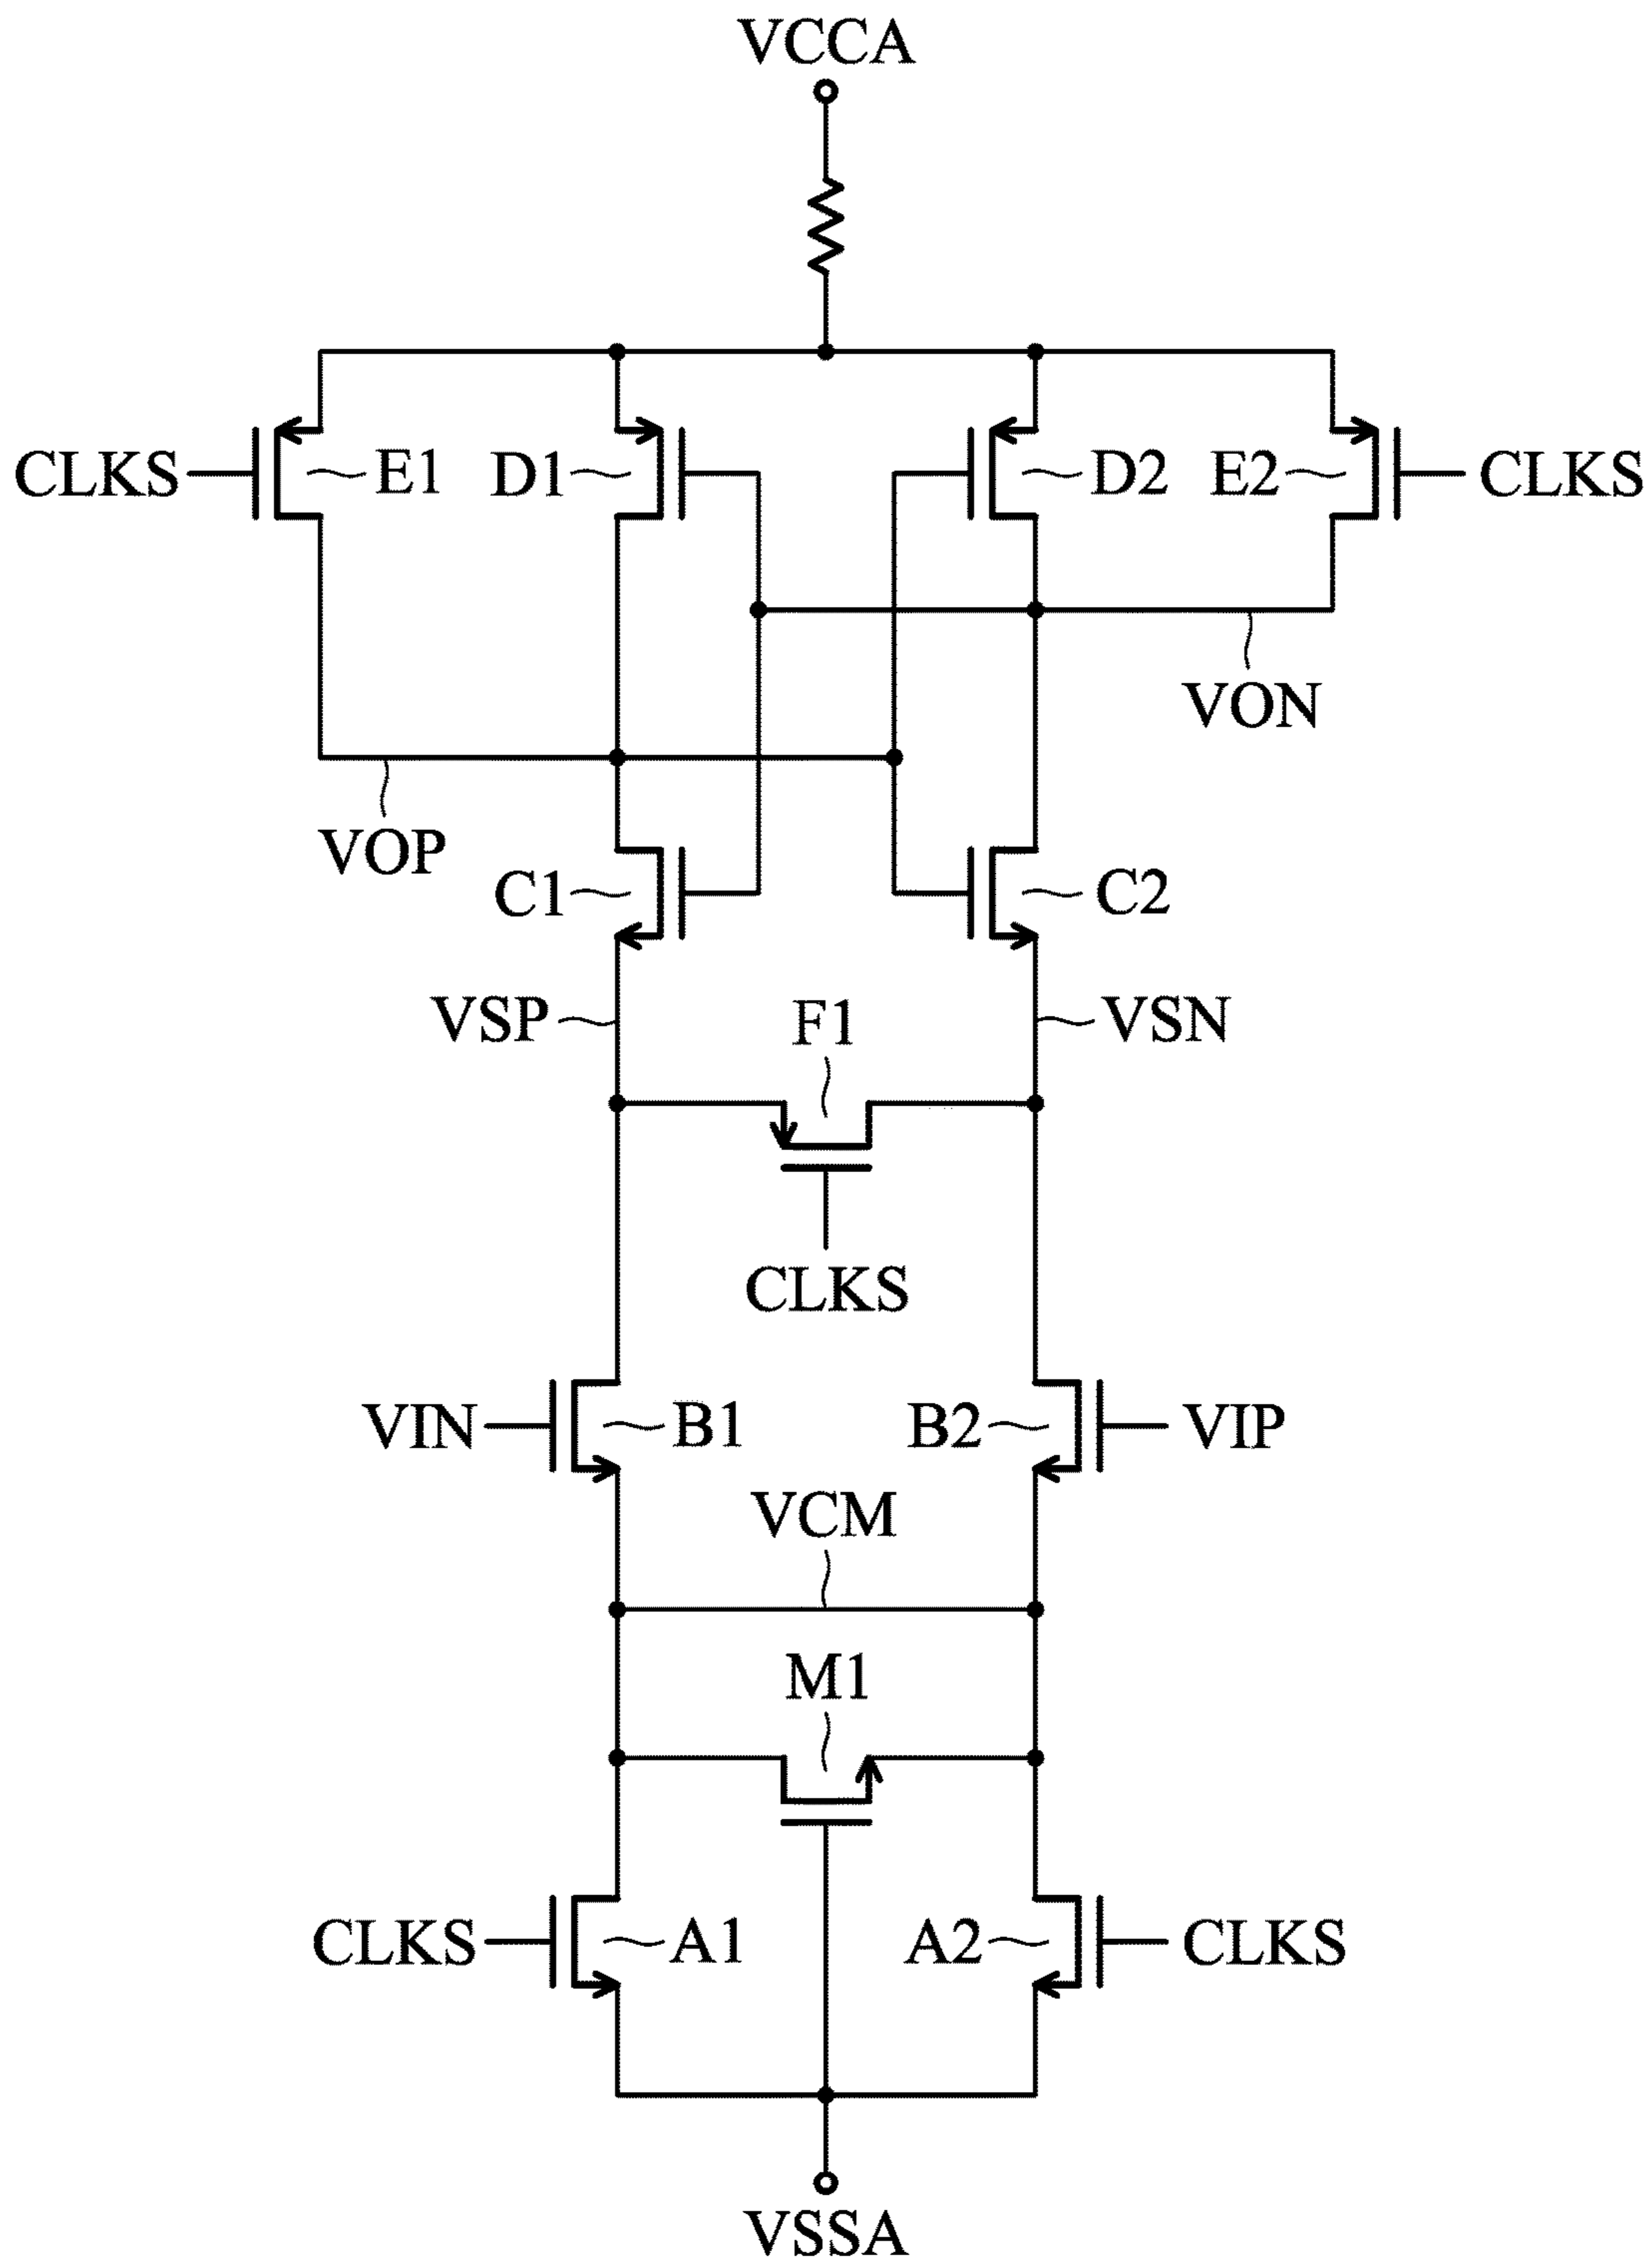 VCCA
CLKS E1 D1 D2 E2 CLKS
VON
VOP
C1 C2
VSP F1 VSN
CLKS
VIN B1 B2 VIP
VCM
M1
CLKS A1 A2 CLKS
VSSA